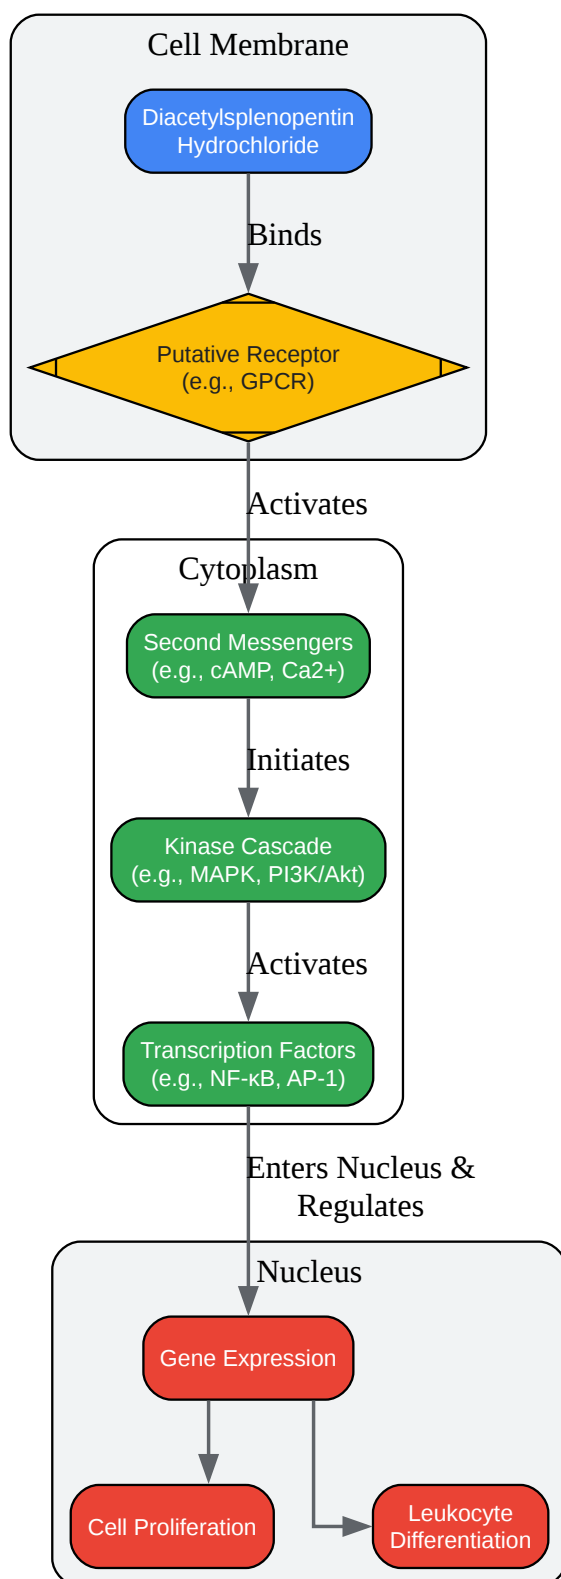 Cell Membrane
Diacetylsplenopentin
Hydrochloride
Binds
Putative Receptor
(e.g., GPCR)
Activates
Cytoplasm
Second Messengers
(e.g., cAMP, Ca2+)
Initiates
Kinase Cascade
(e.g., MAPK, PI3K/Akt)
Activates
Transcription Factors
(e.g., NF-κB, AP-1)
Enters Nucleus &
Regulates
Nucleus
Gene Expression
Cell Proliferation
Leukocyte
Differentiation